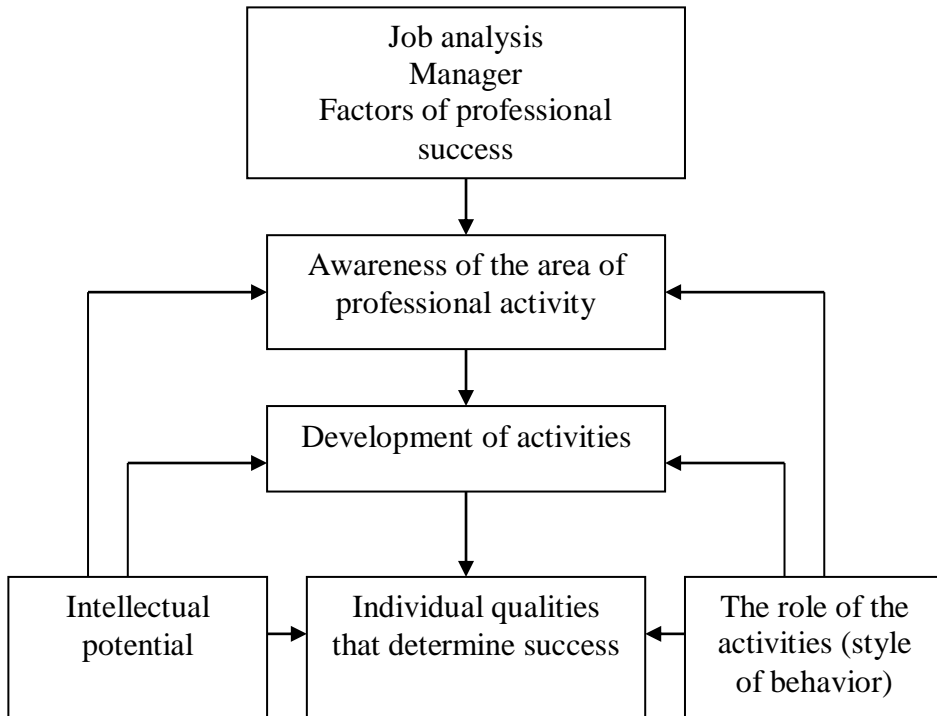 Job analysis
Manager
Factors of professional
success
Awareness of the area of
professional activity
Development of activities
Intellectual
potential
Individual qualities
that determine success
The role of the
activities (style
of behavior)